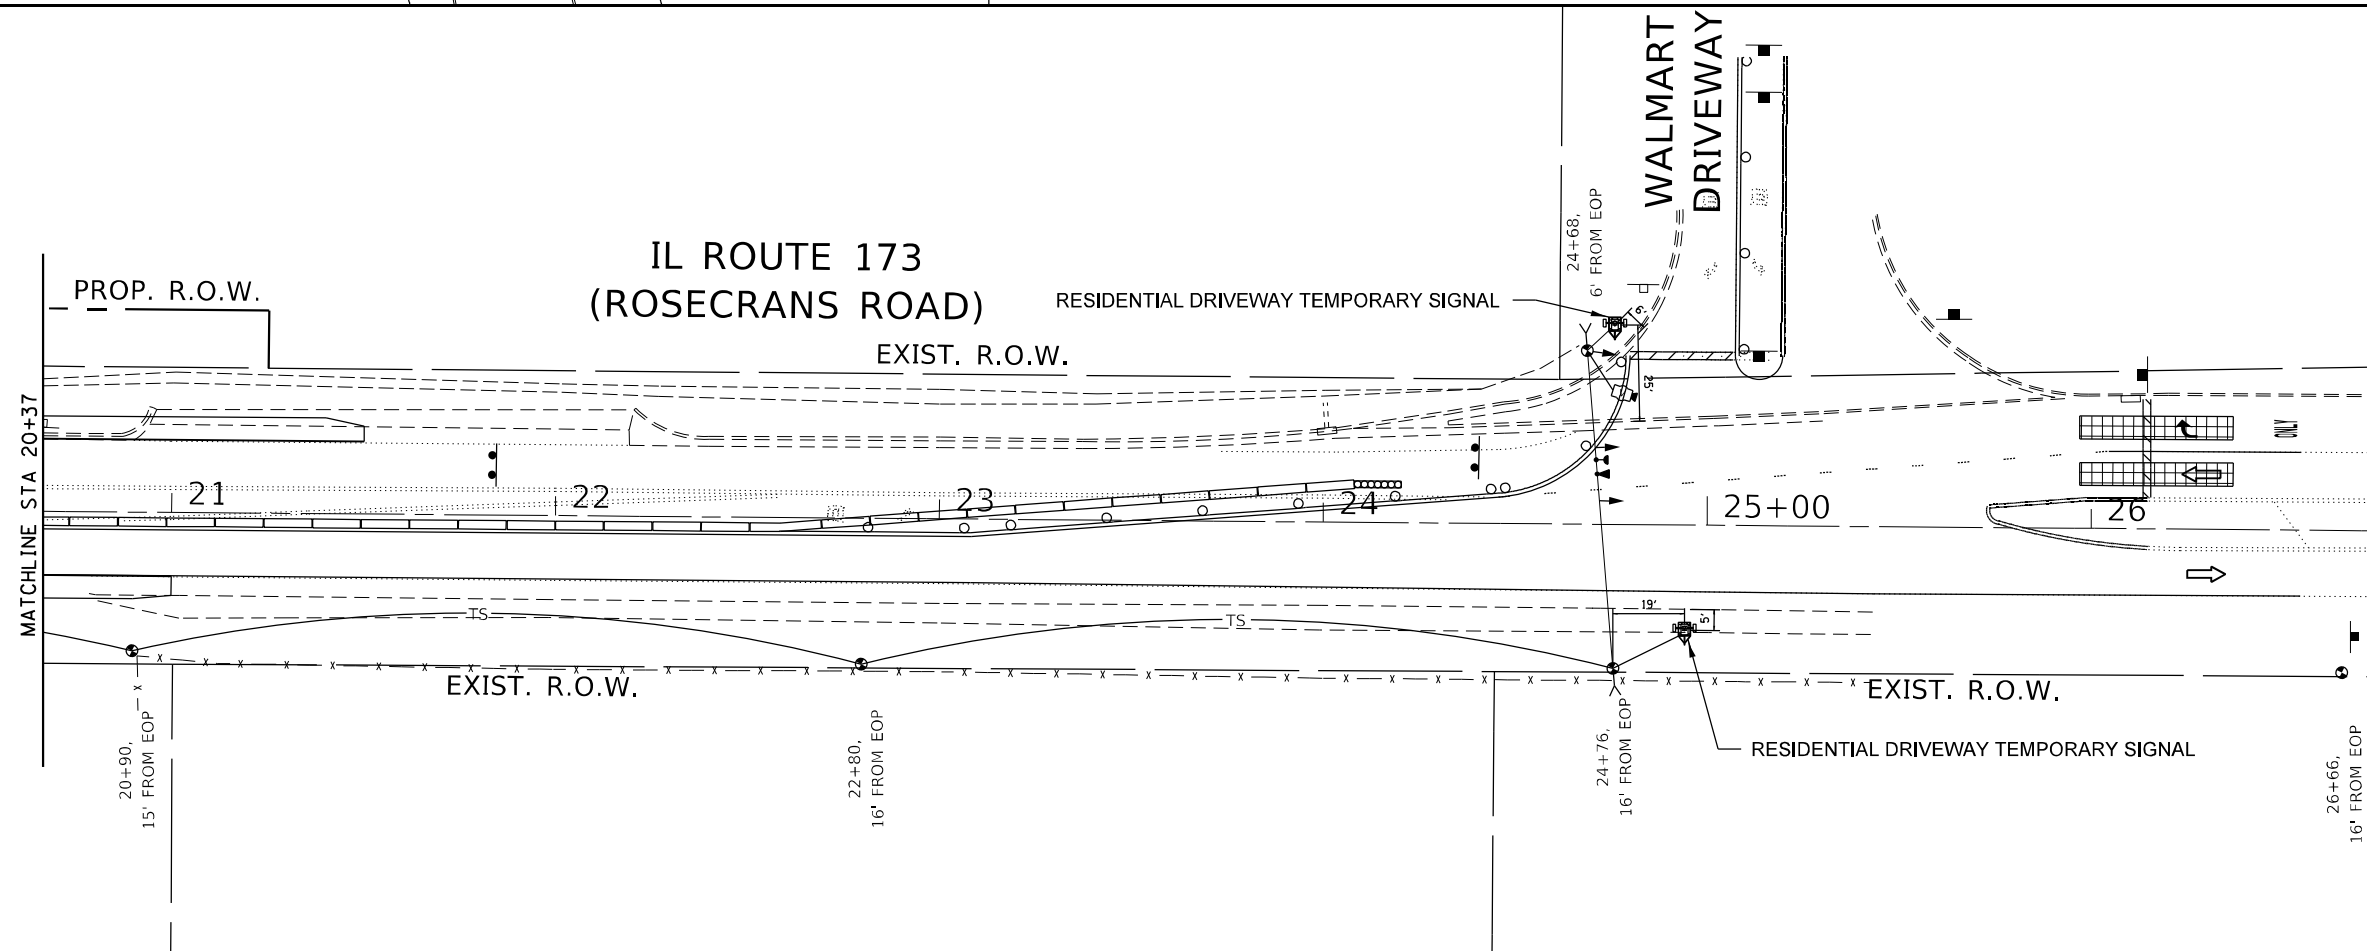 WALMART
DRIVEWAY
24+68,
6' FROM EOP
IL ROUTE 173
(ROSECRANS ROAD)
PROP. R.O.W.
RESIDENTIAL DRIVEWAY TEMPORARY SIGNAL
6'
EXIST. R.O.W.
25'
MATCHLINE STA 20+37
ONLY
21
22
23
24
25+00
26
TS
TS
19'
5'
X X X X X X X X X X X X X X X X X X X X X X X X
EXIST. R.O.W.
EXIST. R.O.W.
20+90,
15' FROM EOP
22+80,
16' FROM EOP
24+76,
16' FROM EOP
RESIDENTIAL DRIVEWAY TEMPORARY SIGNAL
26+66,
16' FROM EOP